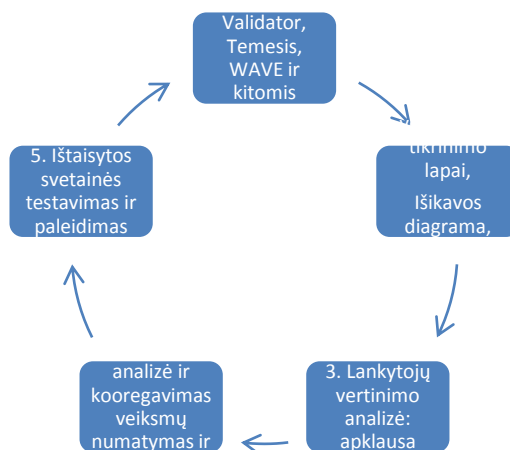 Validator,
Temesis,
WAVE ir
kitomis
tikrinimo
lapai,
Išikavos
diagrama,
3. Lankytojų
vertinimo
analizė:
apklausa
analizė ir
kooregavimas
veiksmų
numatymas ir
5. Ištaisytos
svetainės
testavimas ir
paleidimas